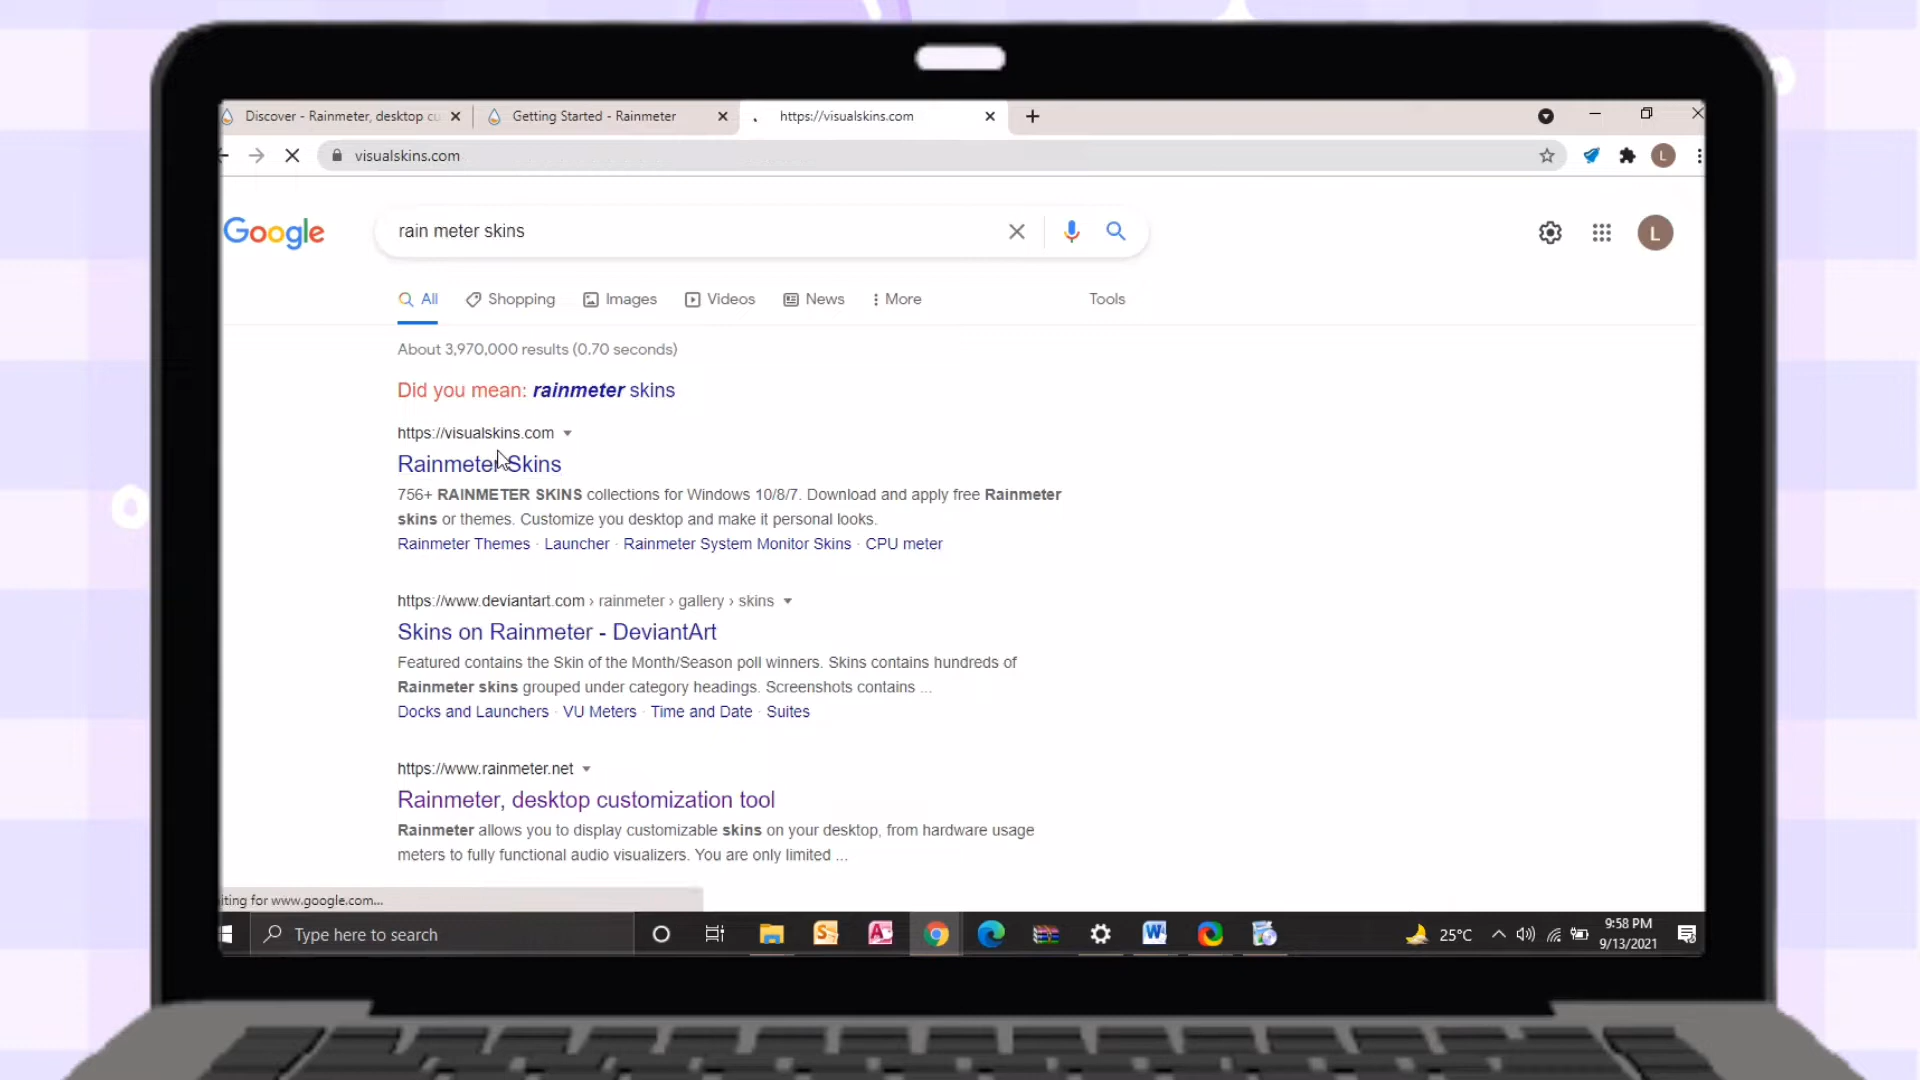 Discover - Rainmeter, desktop cu
Getting Started - Rainmeter
https://visualskins.com
visualskins.com
L
Google
rain meter skins
L
All
Shopping
Images
Videos
News
More
Tools
About 3,970,000 results (0.70 seconds)
Did you mean: rainmeter skins
https://visualskins.com
Rainmeter Skins
756+ RAINMETER SKINS collections for Windows 10/8/7. Download and apply free Rainmeter
skins or themes. Customize you desktop and make it personal looks.
Rainmeter Themes · Launcher · Rainmeter System Monitor Skins · CPU meter
https://www.deviantart.com › rainmeter › gallery › skins
Skins on Rainmeter - DeviantArt
Featured contains the Skin of the Month/Season poll winners. Skins contains hundreds of
Rainmeter skins grouped under category headings. Screenshots contains ...
Docks and Launchers · VU Meters · Time and Date · Suites
https://www.rainmeter.net
Rainmeter, desktop customization tool
Rainmeter allows you to display customizable skins on your desktop, from hardware usage
meters to fully functional audio visualizers. You are only limited ...
iting for www.google.com...
Type here to search
25°C
9:58 PM
9/13/2021